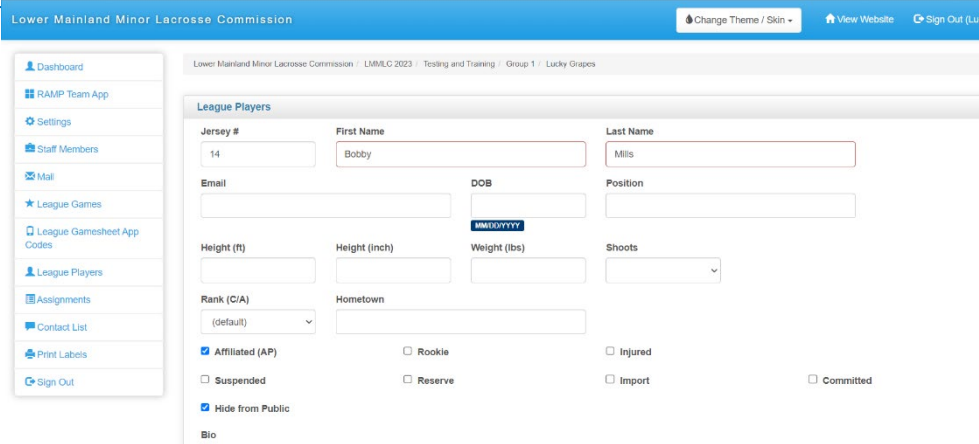 Lower Mainland Minor Lacrosse Commission
Change Theme / Skin
View Website
Sign Out (Lu
Dashboard
RAMP Team App
Settings
Staff Members
Mail
League Games
League Gamesheet App
Codes
League Players
Assignments
Contact List
Print Labels
Sign Out
Lower Mainland Minor Lacrosse Commission / LMMLC 2023 / Testing and Training / Group 1 / Lucky Grapes
League Players
Jersey # First Name Last Name
14 Bobby Mills
Email DOB Position
MM/DD/YYYY
Height (ft) Height (inch) Weight (lbs) Shoots
Rank (C/A) Hometown
(default)
Affiliated (AP) Rookie Injured
Suspended Reserve Import Committed
Hide from Public
Bio